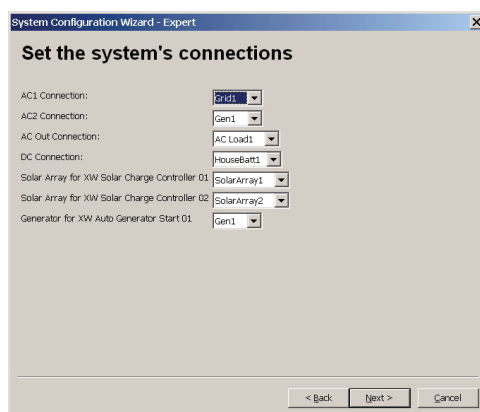 System Configuration Wizard - Expert
Set the system's connections
AC1 Connection: Grid1
AC2 Connection: Gen1
AC Out Connection: AC Load1
DC Connection: HouseBatt1
Solar Array for XW Solar Charge Controller 01 SolarArray1
Solar Array for XW Solar Charge Controller 02 SolarArray2
Generator for XW Auto Generator Start 01 Gen1
< Back Next > Cancel